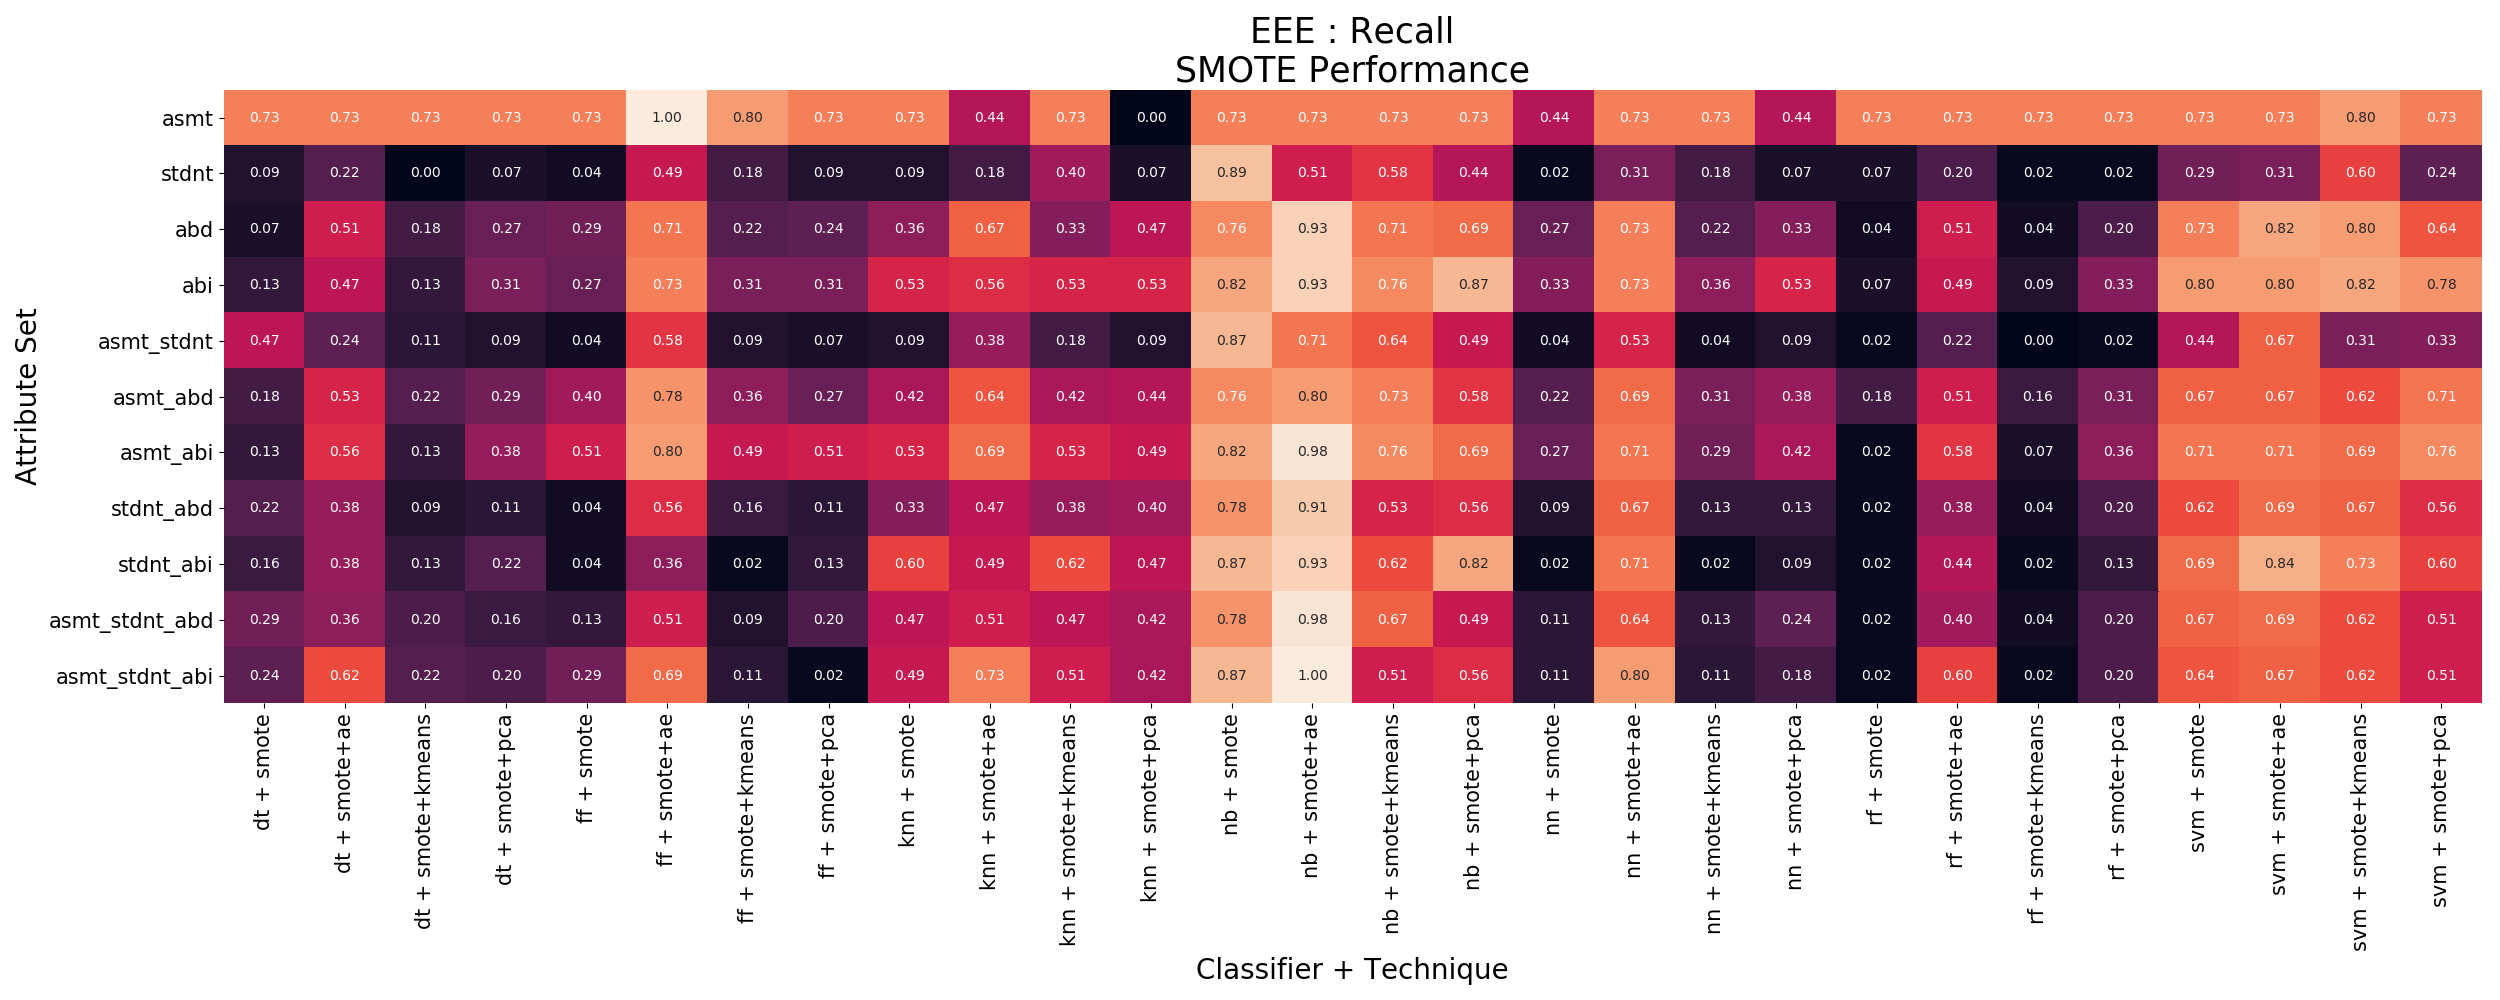 EEE : Recall
SMOTE Performance
Attribute Set
asmt 0.73 0.73 0.73 0.73 0.73 1.00 0.80 0.73 0.73 0.44 0.73 0.00 0.73 0.73 0.73 0.73 0.44 0.73 0.73 0.44 0.73 0.73 0.73 0.73 0.73 0.73 0.80 0.73
stdnt 0.09 0.22 0.00 0.07 0.04 0.49 0.18 0.09 0.09 0.18 0.40 0.07 0.89 0.51 0.58 0.44 0.02 0.31 0.18 0.07 0.07 0.20 0.02 0.02 0.29 0.31 0.60 0.24
abd 0.07 0.51 0.18 0.27 0.29 0.71 0.22 0.24 0.36 0.67 0.33 0.47 0.76 0.93 0.71 0.69 0.27 0.73 0.22 0.33 0.04 0.51 0.04 0.20 0.73 0.82 0.80 0.64
abi 0.13 0.47 0.13 0.31 0.27 0.73 0.31 0.31 0.53 0.56 0.53 0.53 0.82 0.93 0.76 0.87 0.33 0.73 0.36 0.53 0.07 0.49 0.09 0.33 0.80 0.80 0.82 0.78
asmt_stdnt 0.47 0.24 0.11 0.09 0.04 0.58 0.09 0.07 0.09 0.38 0.18 0.09 0.87 0.71 0.64 0.49 0.04 0.53 0.04 0.09 0.02 0.22 0.00 0.02 0.44 0.67 0.31 0.33
asmt_abd 0.18 0.53 0.22 0.29 0.40 0.78 0.36 0.27 0.42 0.64 0.42 0.44 0.76 0.80 0.73 0.58 0.22 0.69 0.31 0.38 0.18 0.51 0.16 0.31 0.67 0.67 0.62 0.71
asmt_abi 0.13 0.56 0.13 0.38 0.51 0.80 0.49 0.51 0.53 0.69 0.53 0.49 0.82 0.98 0.76 0.69 0.27 0.71 0.29 0.42 0.02 0.58 0.07 0.36 0.71 0.71 0.69 0.76
stdnt_abd 0.22 0.38 0.09 0.11 0.04 0.56 0.16 0.11 0.33 0.47 0.38 0.40 0.78 0.91 0.53 0.56 0.09 0.67 0.13 0.13 0.02 0.38 0.04 0.20 0.62 0.69 0.67 0.56
stdnt_abi 0.16 0.38 0.13 0.22 0.04 0.36 0.02 0.13 0.60 0.49 0.62 0.47 0.87 0.93 0.62 0.82 0.02 0.71 0.02 0.09 0.02 0.44 0.02 0.13 0.69 0.84 0.73 0.60
asmt_stdnt_abd 0.29 0.36 0.20 0.16 0.13 0.51 0.09 0.20 0.47 0.51 0.47 0.42 0.78 0.98 0.67 0.49 0.11 0.64 0.13 0.24 0.02 0.40 0.04 0.20 0.67 0.69 0.62 0.51
asmt_stdnt_abi 0.24 0.62 0.22 0.20 0.29 0.69 0.11 0.02 0.49 0.73 0.51 0.42 0.87 1.00 0.51 0.56 0.11 0.80 0.11 0.18 0.02 0.60 0.02 0.20 0.64 0.67 0.62 0.51
dt + smote
dt + smote+ae
dt + smote+kmeans
dt + smote+pca
ff + smote
ff + smote+ae
ff + smote+kmeans
ff + smote+pca
knn + smote
knn + smote+ae
knn + smote+kmeans
knn + smote+pca
nb + smote
nb + smote+ae
nb + smote+kmeans
nb + smote+pca
nn + smote
nn + smote+ae
nn + smote+kmeans
nn + smote+pca
rf + smote
rf + smote+ae
rf + smote+kmeans
rf + smote+pca
svm + smote
svm + smote+ae
svm + smote+kmeans
svm + smote+pca
Classifier + Technique